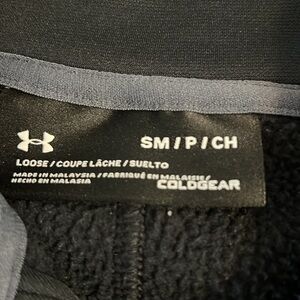 SM / P / CH
LOOSE / COUPE LÂCHE / SUELTO
MADE IN MALAYSIA / FABRIQUÉ EN MALAISIE /
HECHO EN MALASIA
COLDGEAR